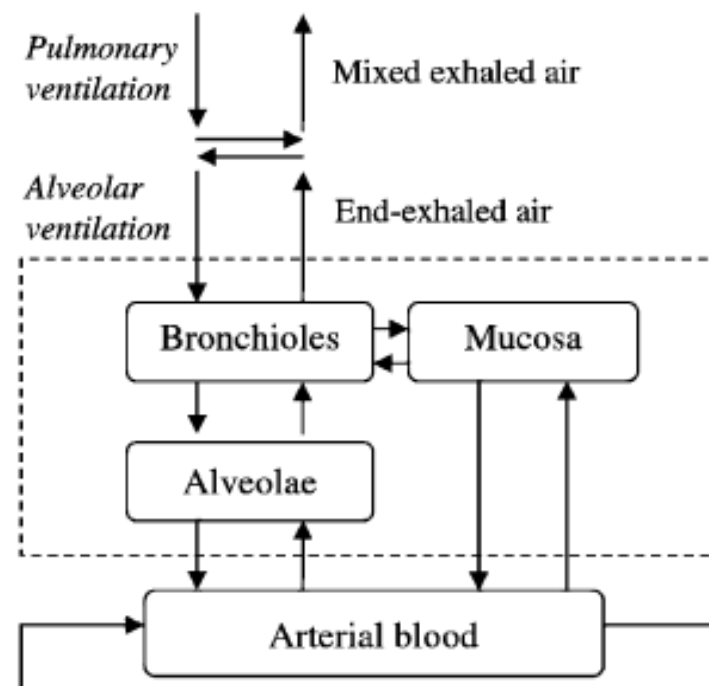 Pulmonary
ventilation
Mixed exhaled air
Alveolar
ventilation
End-exhaled air
Bronchioles
Mucosa
Alveolae
Arterial blood